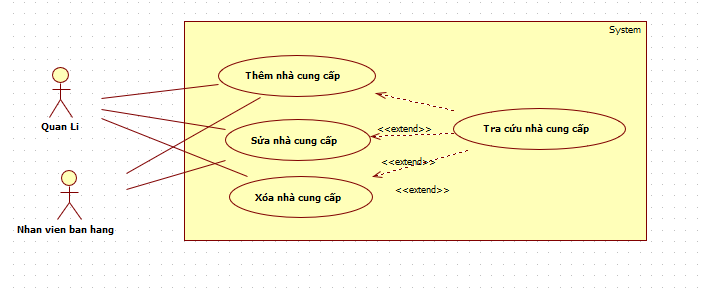 System
Thêm nhà cung cấp
Quan Li
<<extend>>
Tra cứu nhà cung cấp
Sửa nhà cung cấp
<<extend>>
<<extend>>
Xóa nhà cung cấp
Nhan vien ban hang